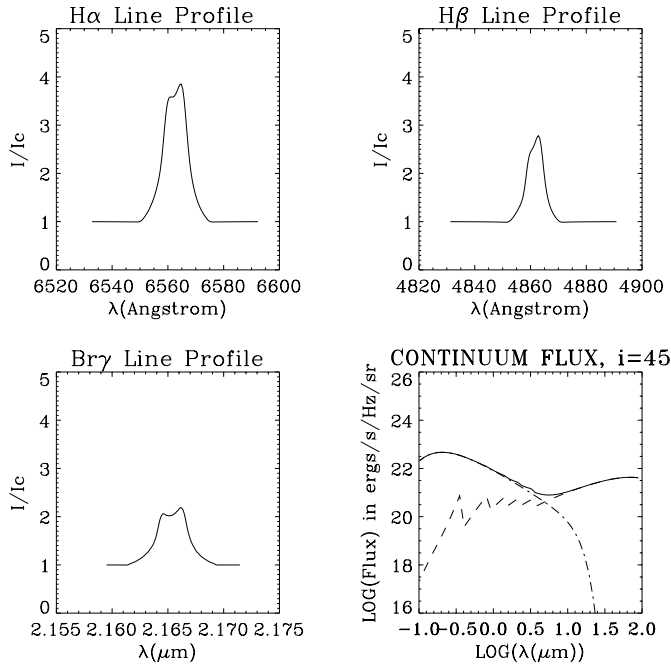 Hα Line Profile
5
4
3
2
1
0
I/Ic
6520 6540 6560 6580 6600
λ(Angstrom)
Hβ Line Profile
5
4
3
2
1
0
I/Ic
4820 4840 4860 4880 4900
λ(Angstrom)
Brγ Line Profile
5
4
3
2
1
0
I/Ic
2.155 2.160 2.165 2.170 2.175
λ(μm)
CONTINUUM FLUX, i=45
26
24
22
20
18
16
LOG(Flux) in ergs/s/Hz/sr
-1.0 -0.5 0.0 0.5 1.0 1.5 2.0
LOG(λ(μm))